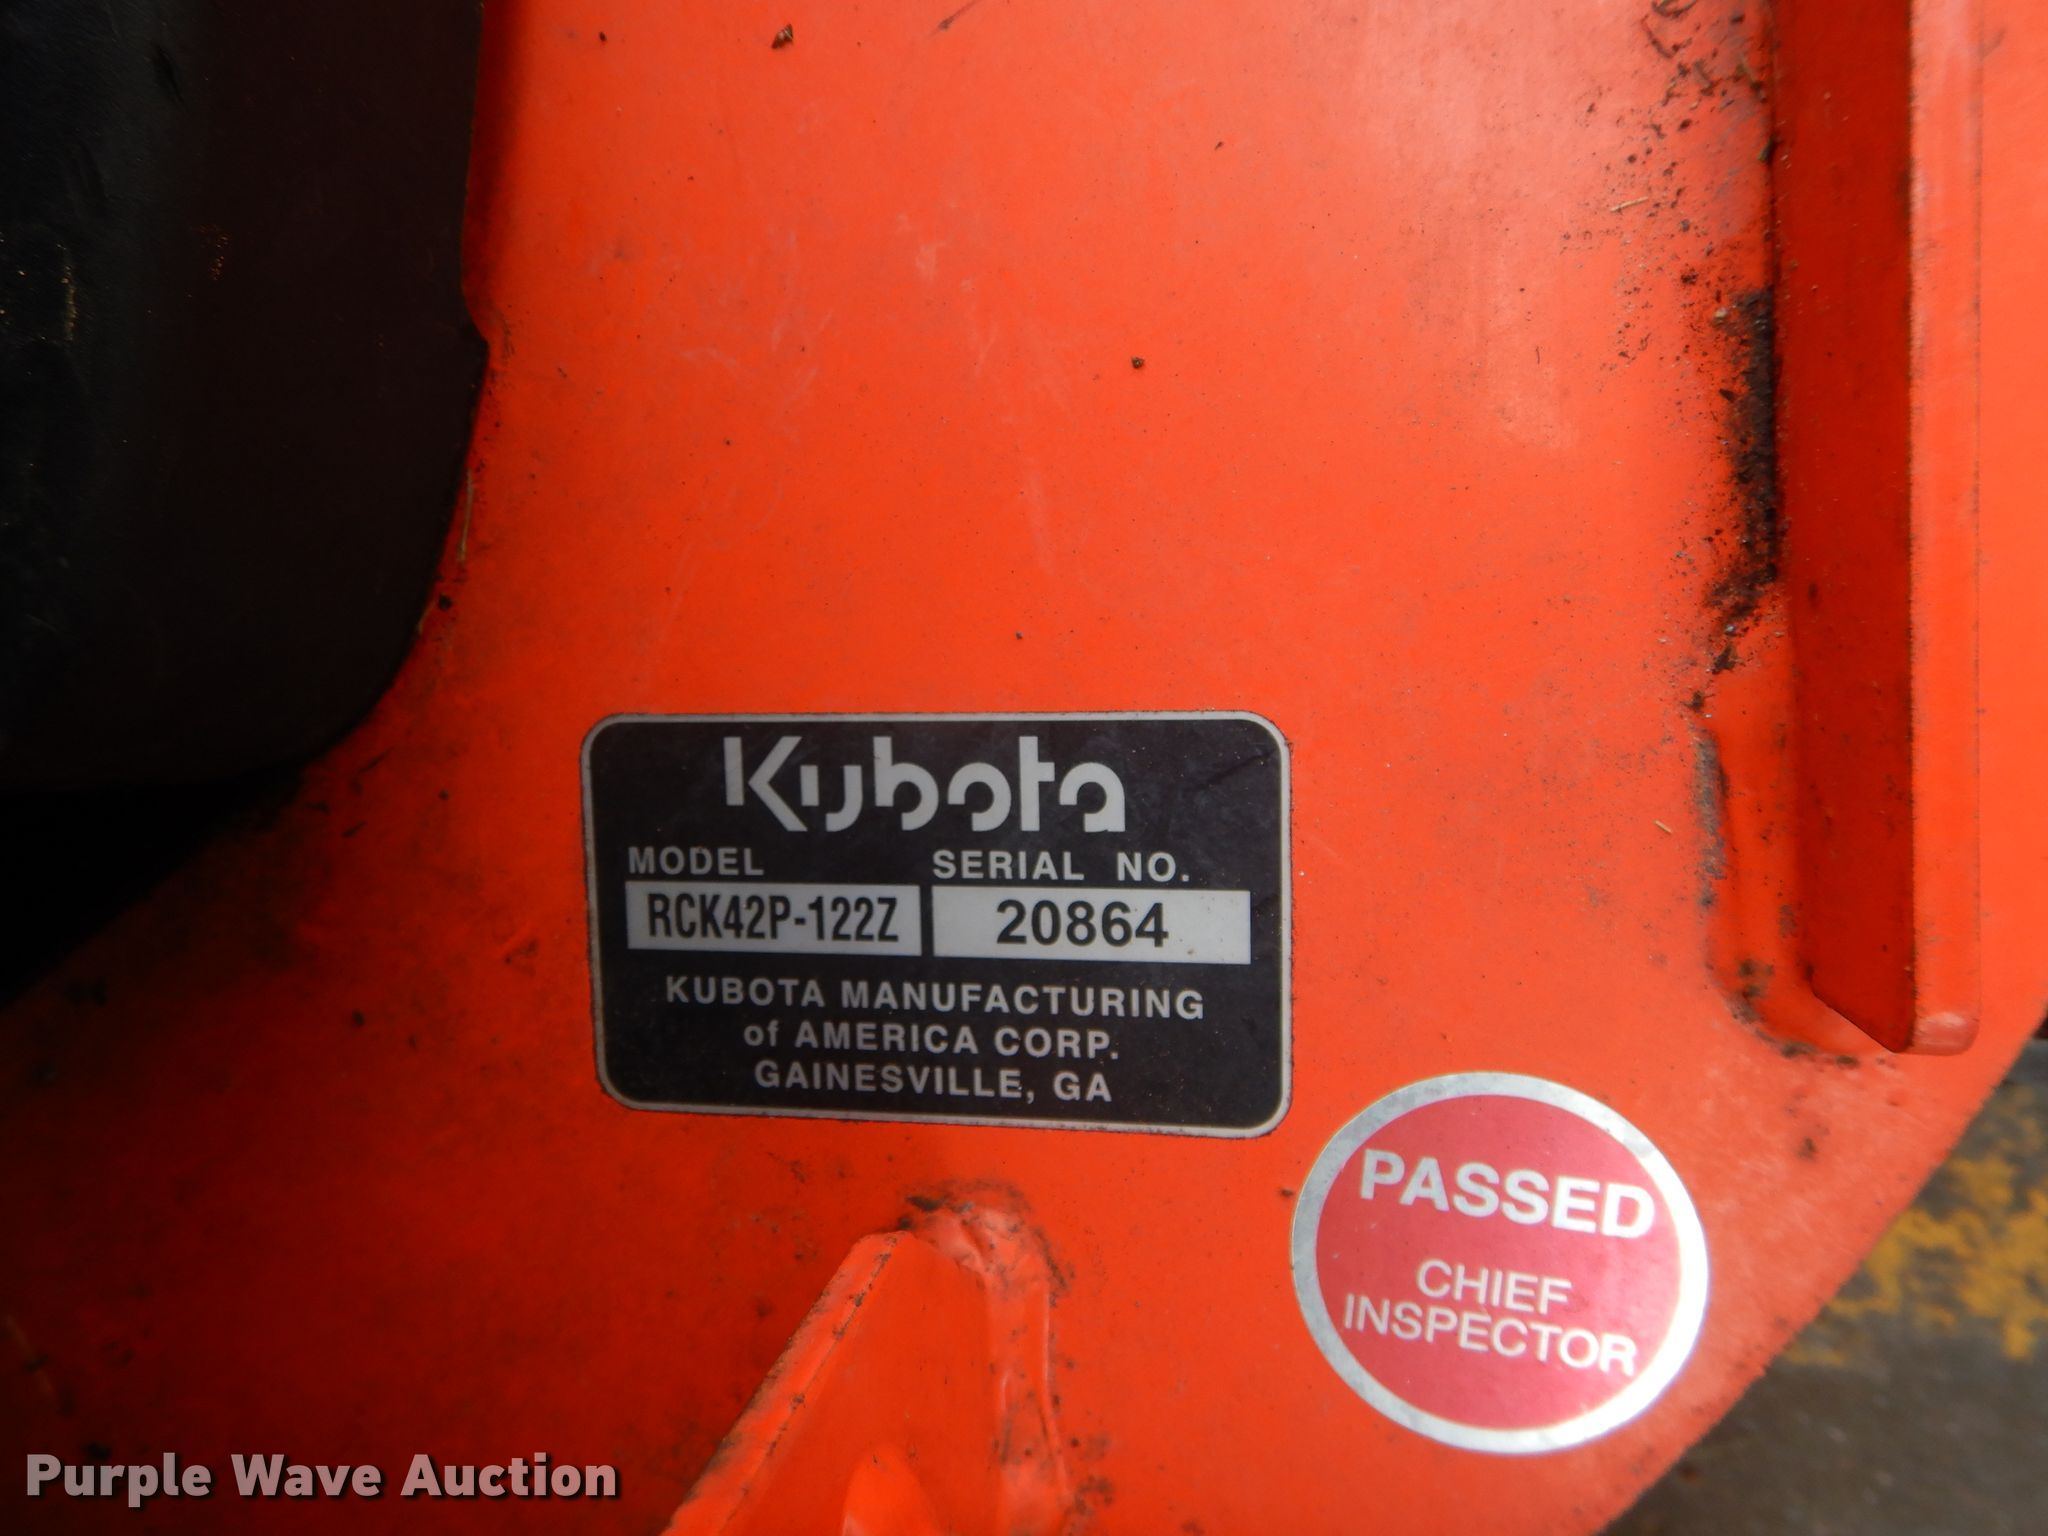 Kubota
MODEL SERIAL NO.
RCK42P-122Z 20864
KUBOTA MANUFACTURING
of AMERICA CORP.
GAINESVILLE, GA
PASSED
CHIEF
INSPECTOR
Purple Wave Auction